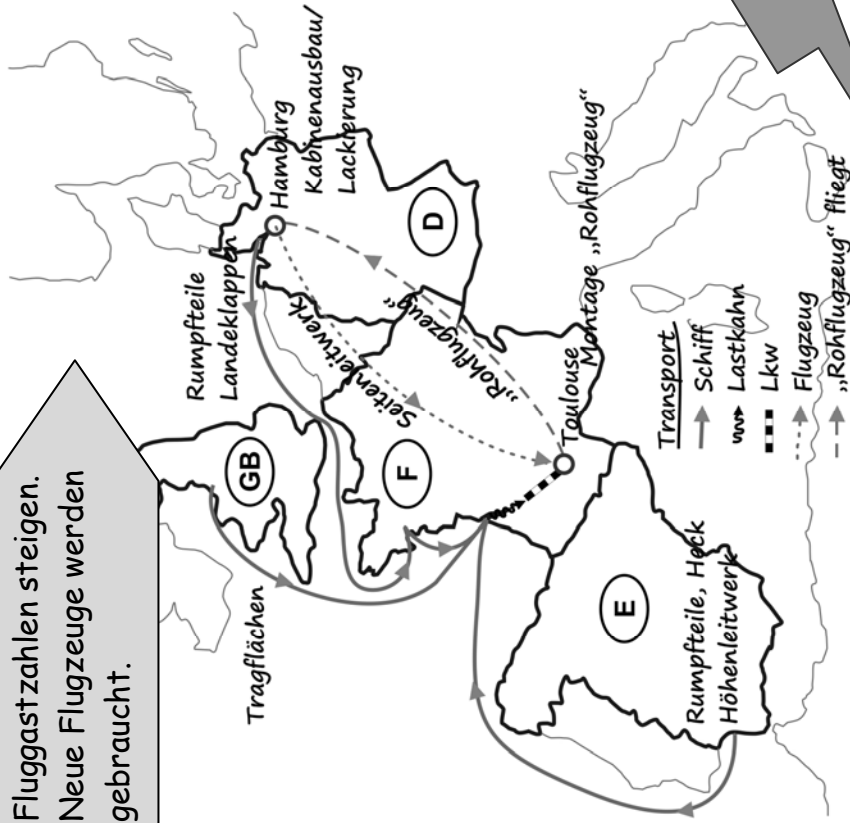 Fluggastzahlen steigen.
Neue Flugzeuge werden
gebraucht.
Rumpfteile
Landeklappen
Hamburg
Kabinenausbau/
Lackierung
GB
D
Seitenleitwerk
„Rohflugzeug“
F
Tragflächen
Toulouse
Montage „Rohflugzeug“
E
Rumpfteile, Heck
Höhenleitwerk
Transport
Schiff
Lastkahn
Lkw
Flugzeug
„Rohflugzeug“ fliegt